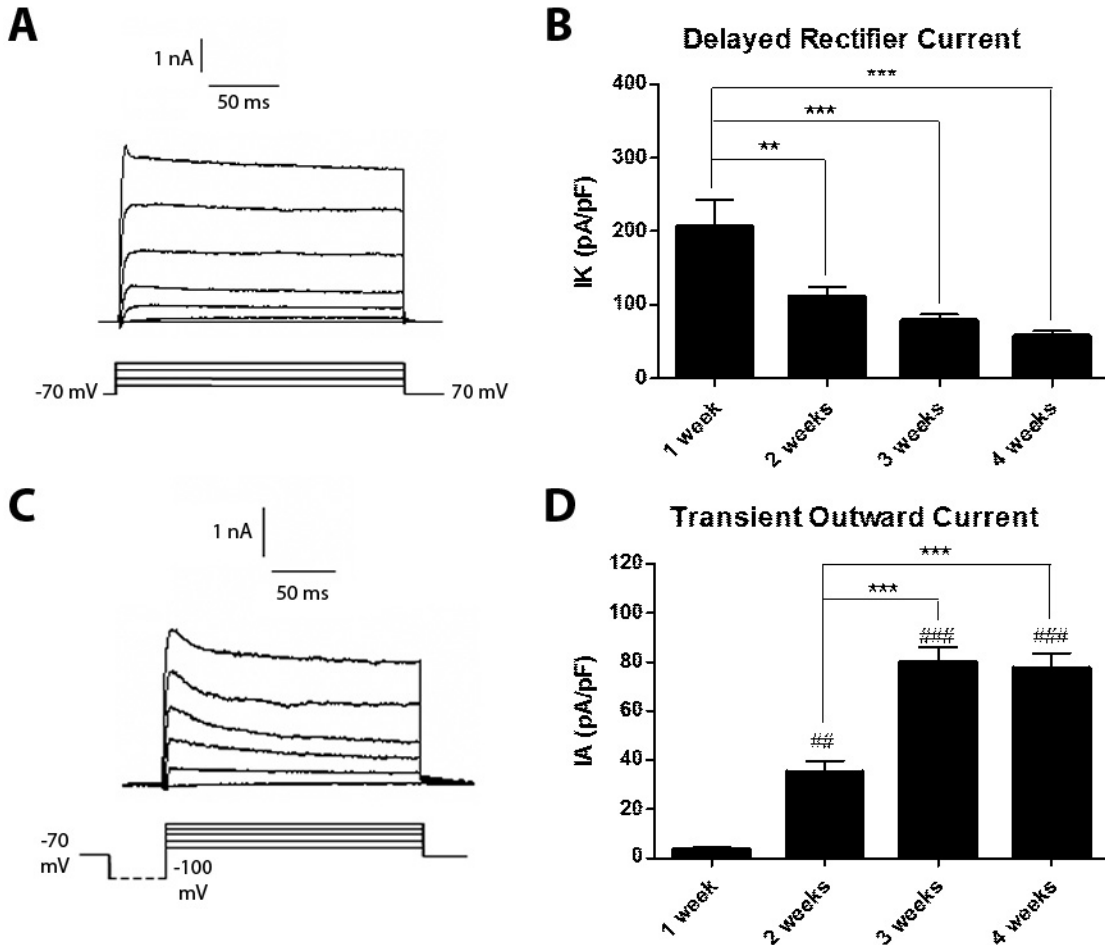 A
1 nA
50 ms
-70 mV
70 mV
B
Delayed Rectifier Current
IK (pA/pF)
400
300
200
100
0
***
***
**
1 week
2 weeks
3 weeks
4 weeks
C
1 nA
50 ms
-70
mV
-100
mV
D
Transient Outward Current
IA (pA/pF)
120
100
80
60
40
20
0
***
***
##
###
###
1 week
2 weeks
3 weeks
4 weeks